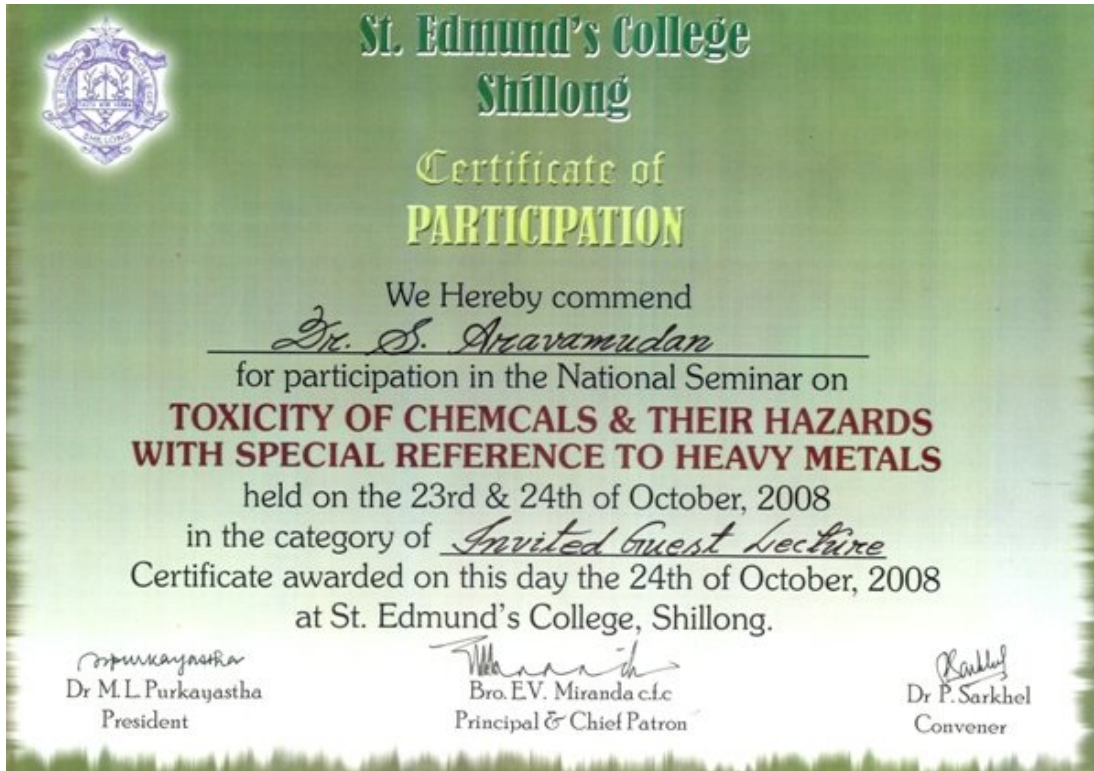 St. Edmund's College
Shillong
Certificate of
PARTICIPATION
We Hereby commend
Dr. S. Aravamudan
for participation in the National Seminar on
TOXICITY OF CHEMCALS & THEIR HAZARDS
WITH SPECIAL REFERENCE TO HEAVY METALS
held on the 23rd & 24th of October, 2008
in the category of Invited Guest Lecture
Certificate awarded on this day the 24th of October, 2008
at St. Edmund's College, Shillong.
Dr M.L. Purkayastha
President
Bro. E.V. Miranda c.f.c
Principal & Chief Patron
Dr P. Sarkhel
Convener